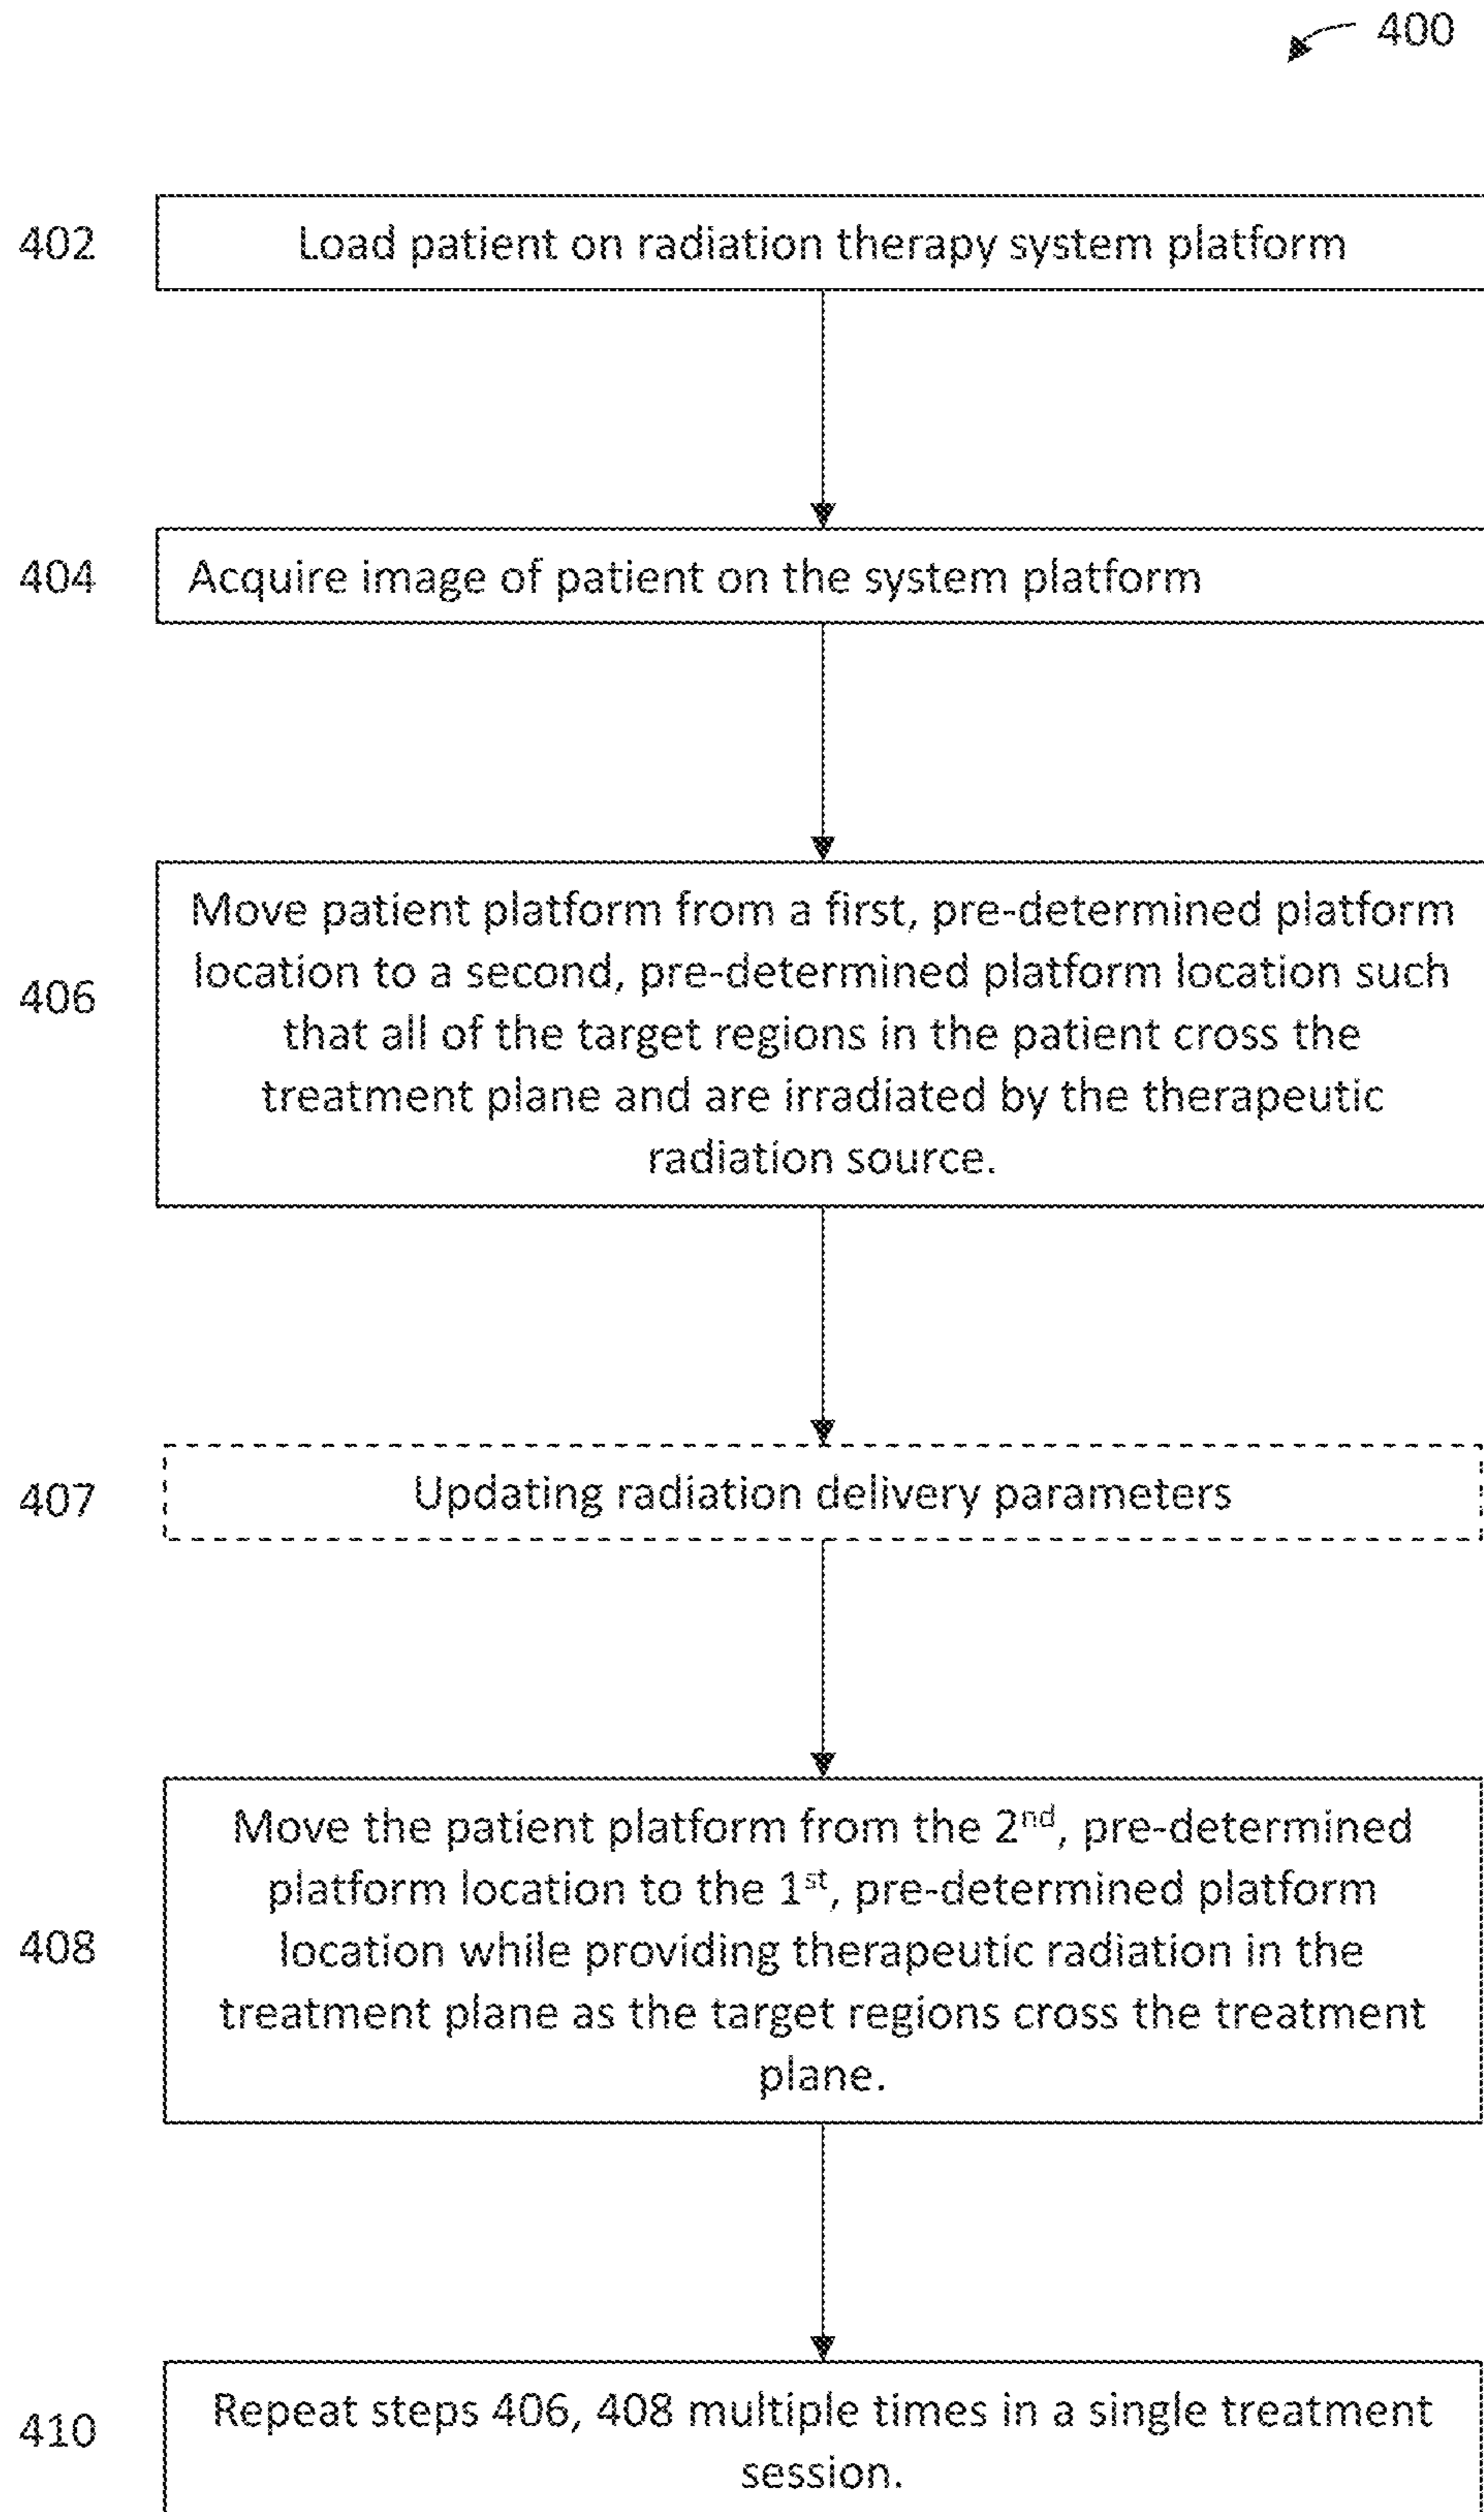 400
402
Load patient on radiation therapy system platform
404
Acquire image of patient on the system platform
406
Move patient platform from a first, pre-determined platform
location to a second, pre-determined platform location such
that all of the target regions in the patient cross the
treatment plane and are irradiated by the therapeutic
radiation source.
407
Updating radiation delivery parameters
408
Move the patient platform from the 2nd, pre-determined
platform location to the 1st, pre-determined platform
location while providing therapeutic radiation in the
treatment plane as the target regions cross the treatment
plane.
410
Repeat steps 406, 408 multiple times in a single treatment
session.